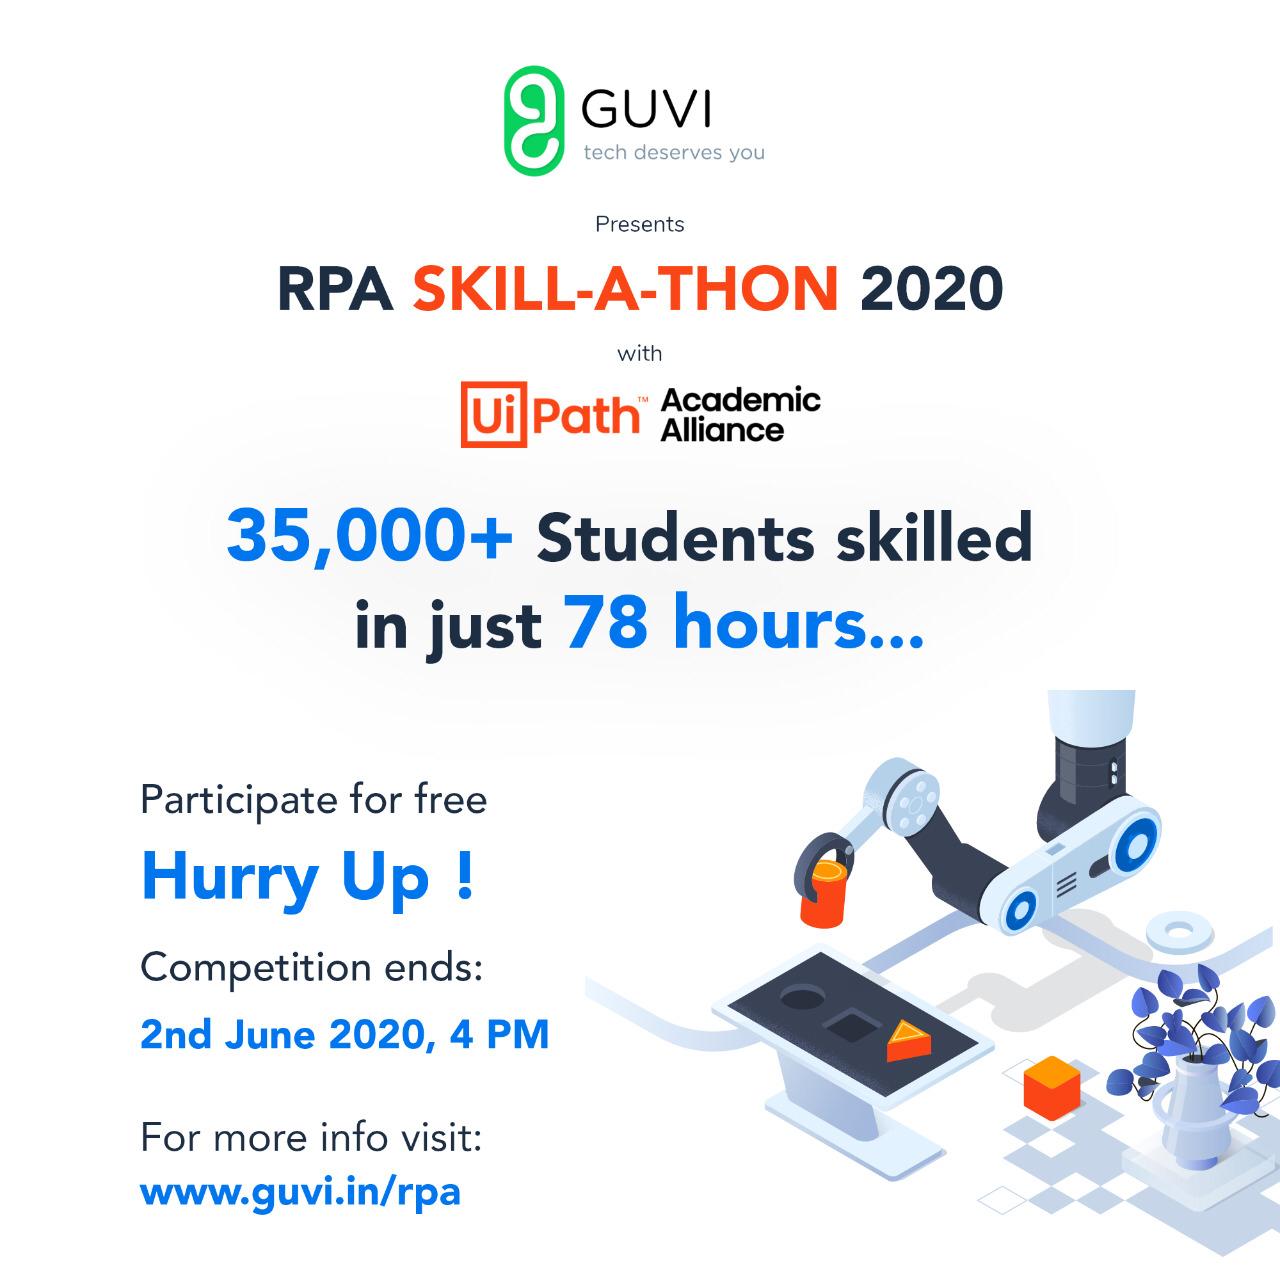 GUVI
tech deserves you
Presents
RPA SKILL-A-THON 2020
with
UiPath™ Academic
Alliance
35,000+ Students skilled
in just 78 hours...
Participate for free
Hurry Up !
Competition ends:
2nd June 2020, 4 PM
For more info visit:
www.guvi.in/rpa